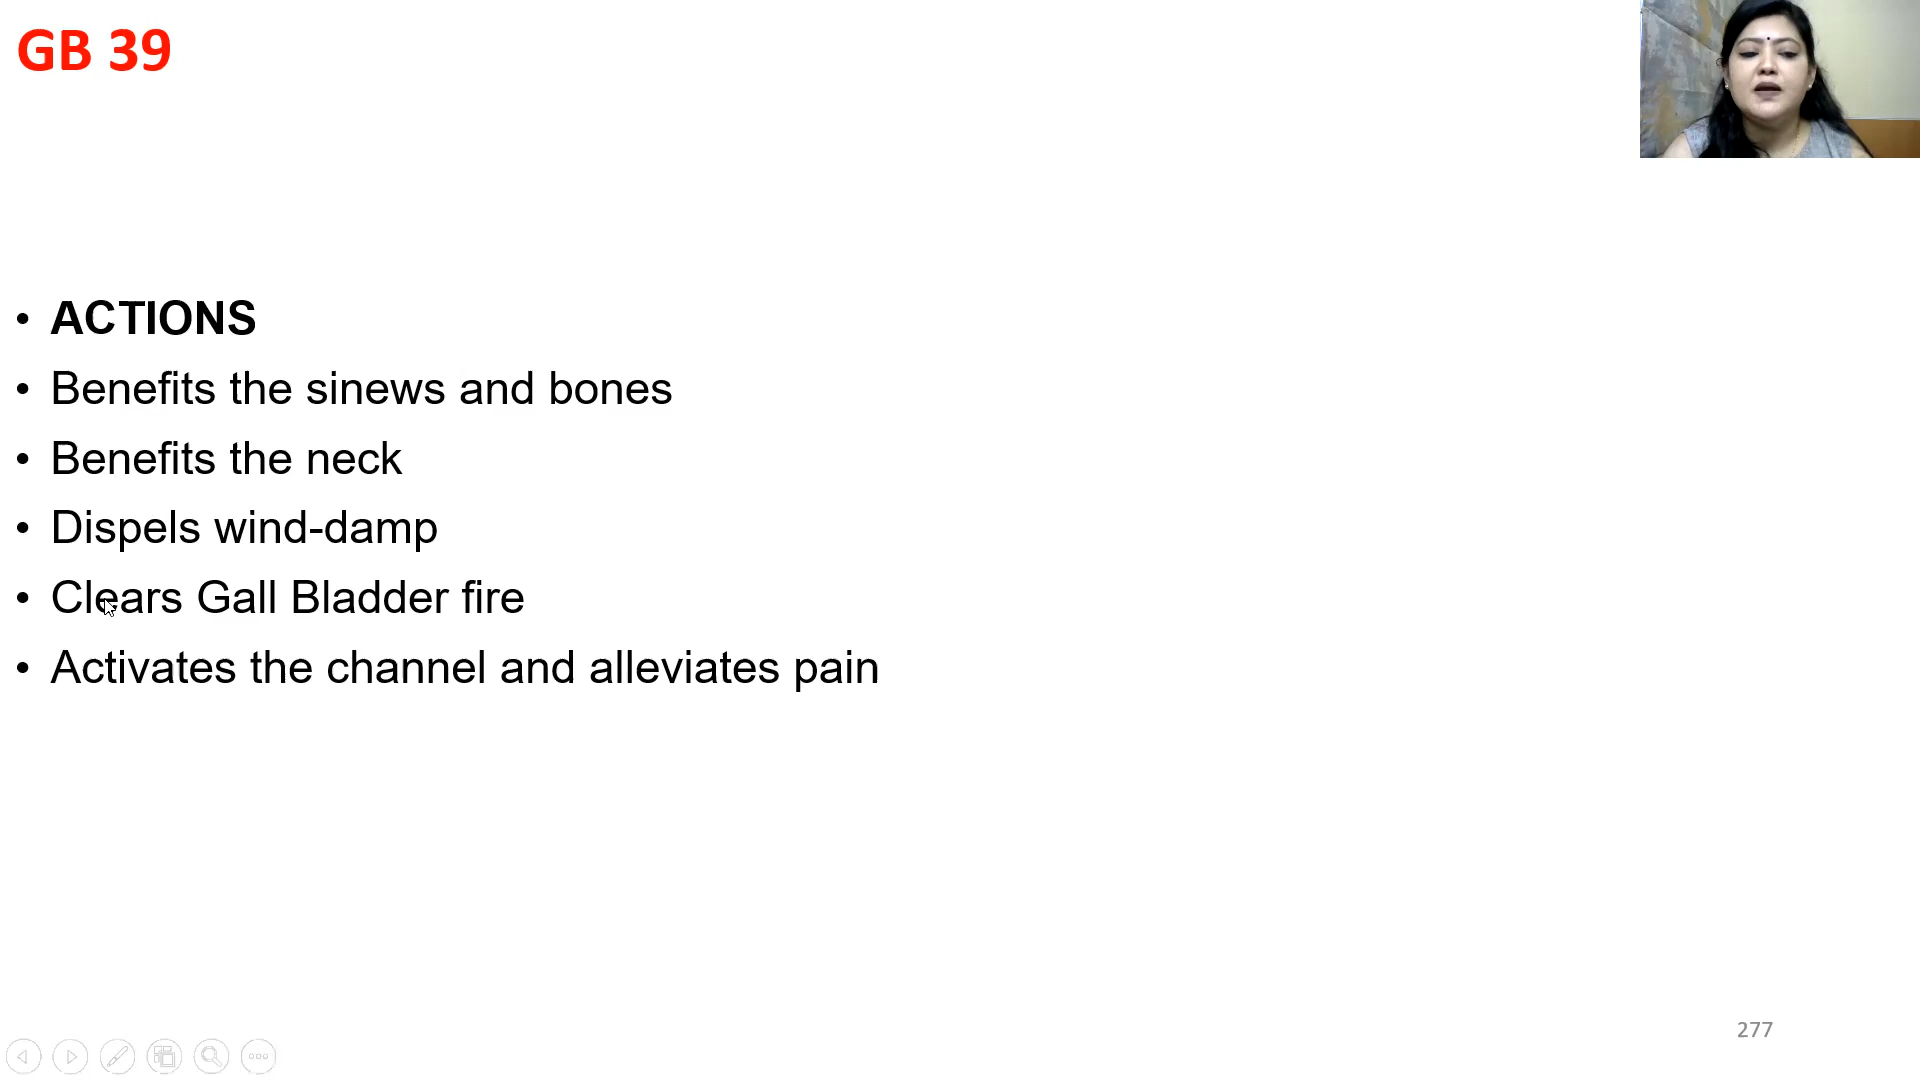 GB 39
• ACTIONS
• Benefits the sinews and bones
• Benefits the neck
• Dispels wind-damp
• Clears Gall Bladder fire
• Activates the channel and alleviates pain
277